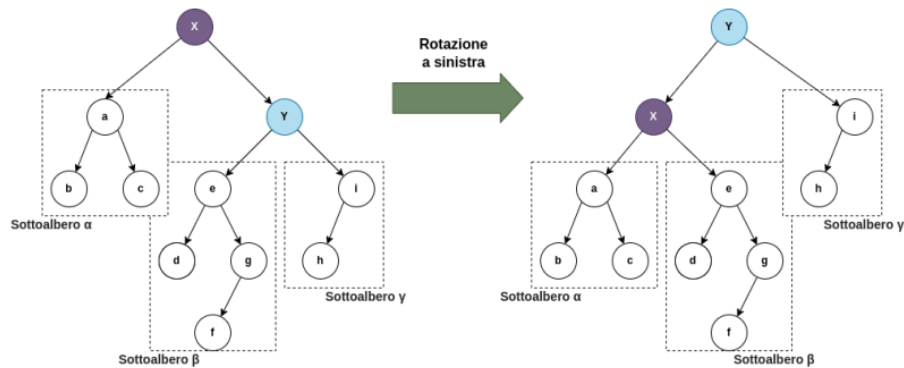 X
Y
Rotazione
a sinistra
a
Y
X
i
b
c
e
i
a
e
h
Sottoalbero α
Sottoalbero γ
d
g
h
b
c
d
g
Sottoalbero γ
Sottoalbero α
f
f
Sottoalbero β
Sottoalbero β